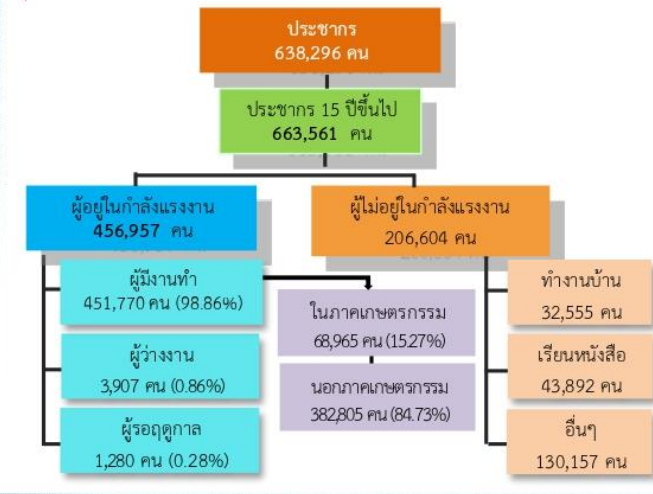 ประชากร
638,296 คน
ประชากร 15 ปีขึ้นไป
663,561 คน
ผู้อยู่ในกำลังแรงงาน
456,957 คน
ผู้ไม่อยู่ในกำลังแรงงาน
206,604 คน
ผู้มีงานทำ
451,770 คน (98.86%)
ผู้ว่างงาน
3,907 คน (0.86%)
ผู้รอฤดูกาล
1,280 คน (0.28%)
ในภาคเกษตรกรรม
68,965 คน (15.27%)
นอกภาคเกษตรกรรม
382,805 คน (84.73%)
ทำงานบ้าน
32,555 คน
เรียนหนังสือ
43,892 คน
อื่นๆ
130,157 คน